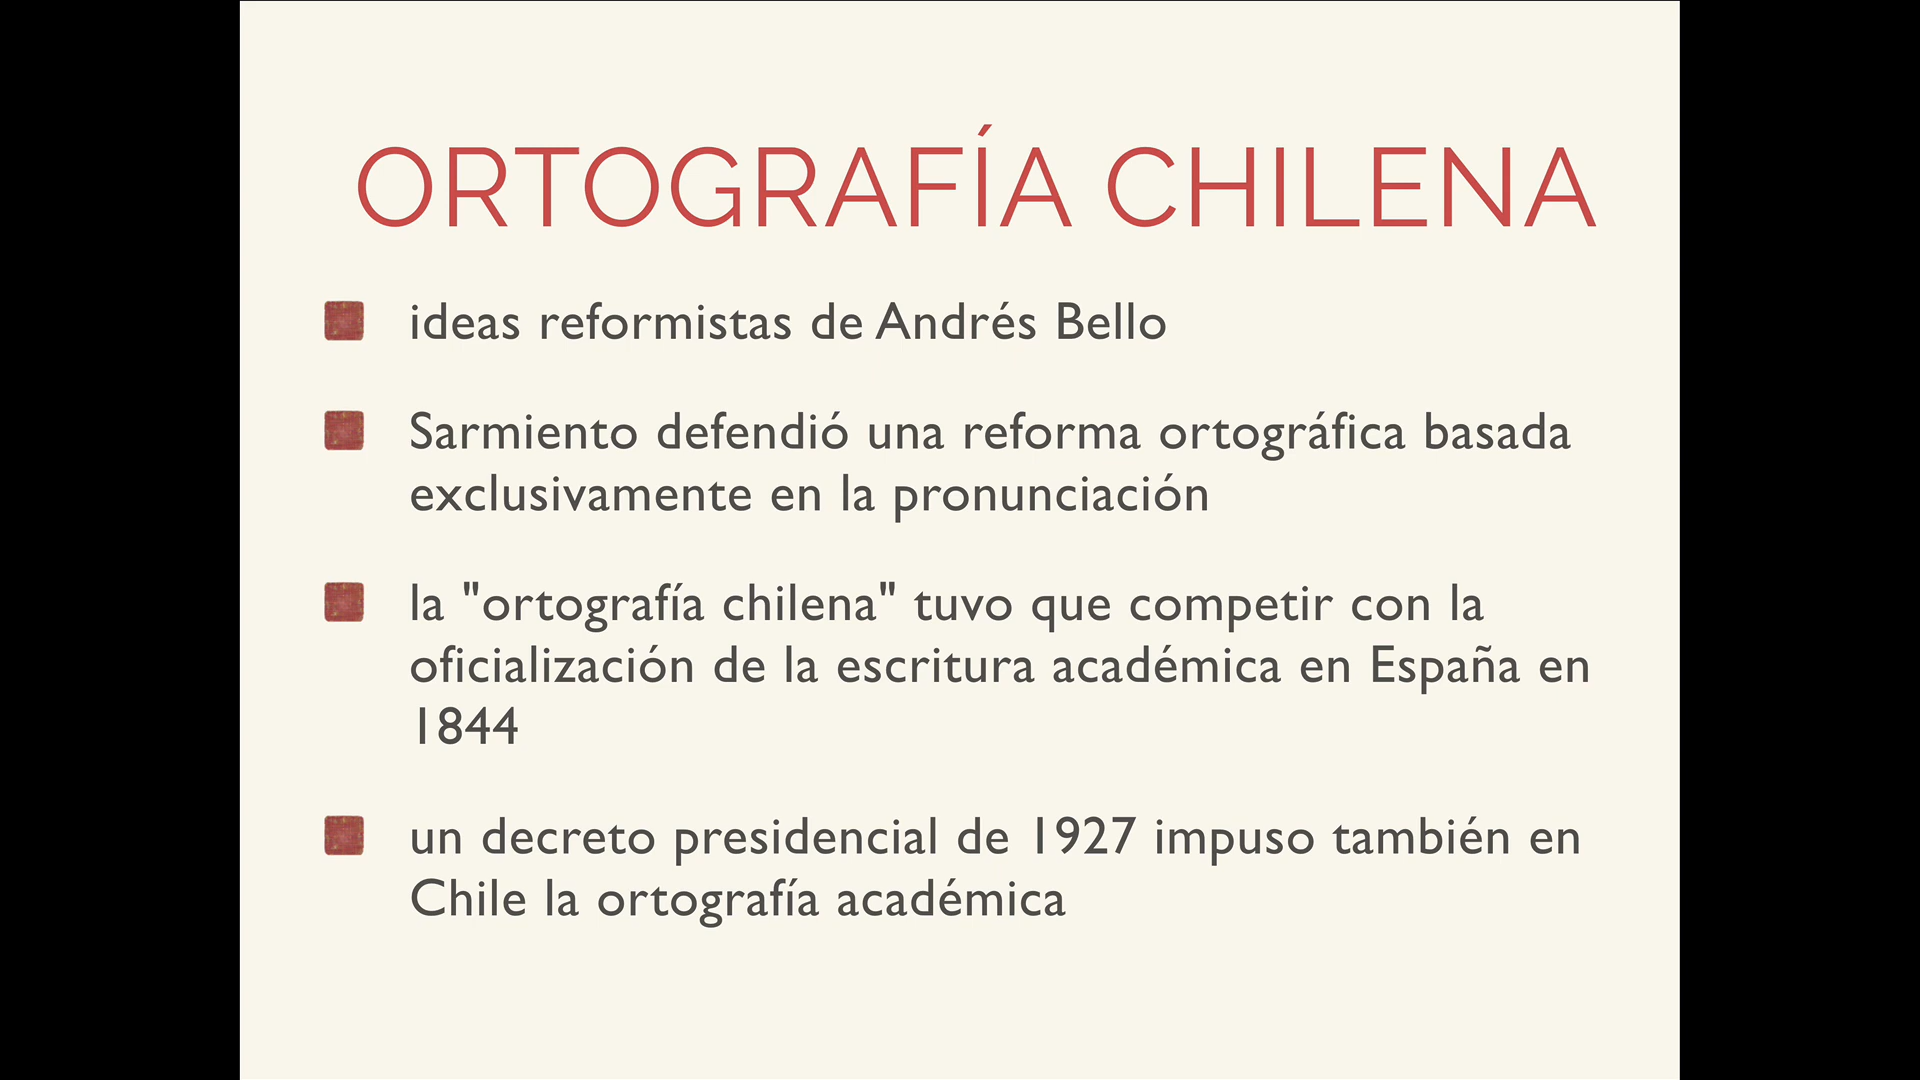 ORTOGRAFÍA CHILENA
ideas reformistas de Andrés Bello
Sarmiento defendió una reforma ortográfica basada
exclusivamente en la pronunciación
la "ortografía chilena" tuvo que competir con la
oficialización de la escritura académica en España en
1844
un decreto presidencial de 1927 impuso también en
Chile la ortografía académica